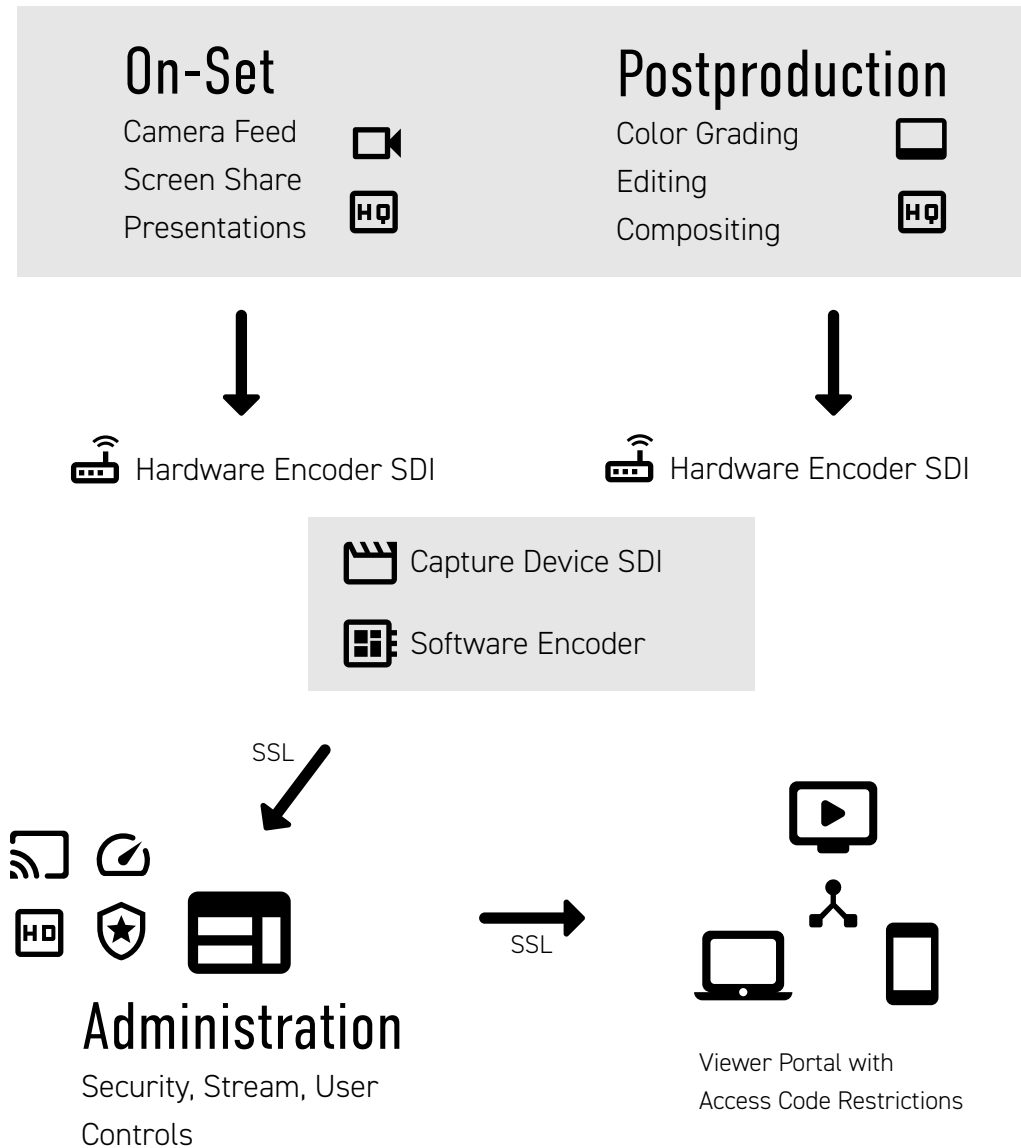 On-Set
Camera Feed
Screen Share
Presentations
HQ
Postproduction
Color Grading
Editing
Compositing
HQ
Hardware Encoder SDI
Hardware Encoder SDI
Capture Device SDI
Software Encoder
SSL
HD
SSL
Administration
Security, Stream, User
Controls
Viewer Portal with
Access Code Restrictions